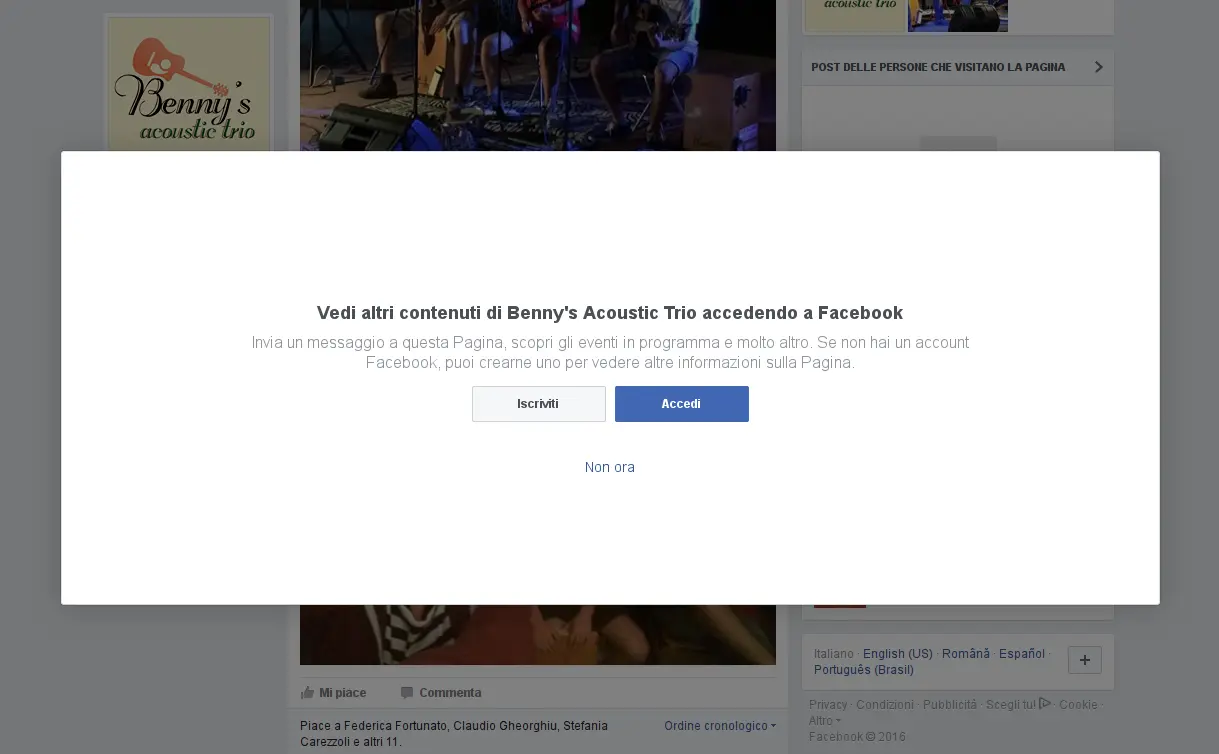 acoustic trio
Benny's
acoustic trio
POST DELLE PERSONE CHE VISITANO LA PAGINA
Vedi altri contenuti di Benny's Acoustic Trio accedendo a Facebook
Invia un messaggio a questa Pagina, scopri gli eventi in programma e molto altro. Se non hai un account
Facebook, puoi crearne uno per vedere altre informazioni sulla Pagina.
Iscriviti
Accedi
Non ora
Mi piace
Commenta
Piace a Federica Fortunato, Claudio Gheorghiu, Stefania
Carezzoli e altri 11.
Ordine cronologico
Italiano · English (US) · Română · Español ·
Português (Brasil)
Privacy · Condizioni · Pubblicità · Scegli tu! · Cookie ·
Altro
Facebook © 2016